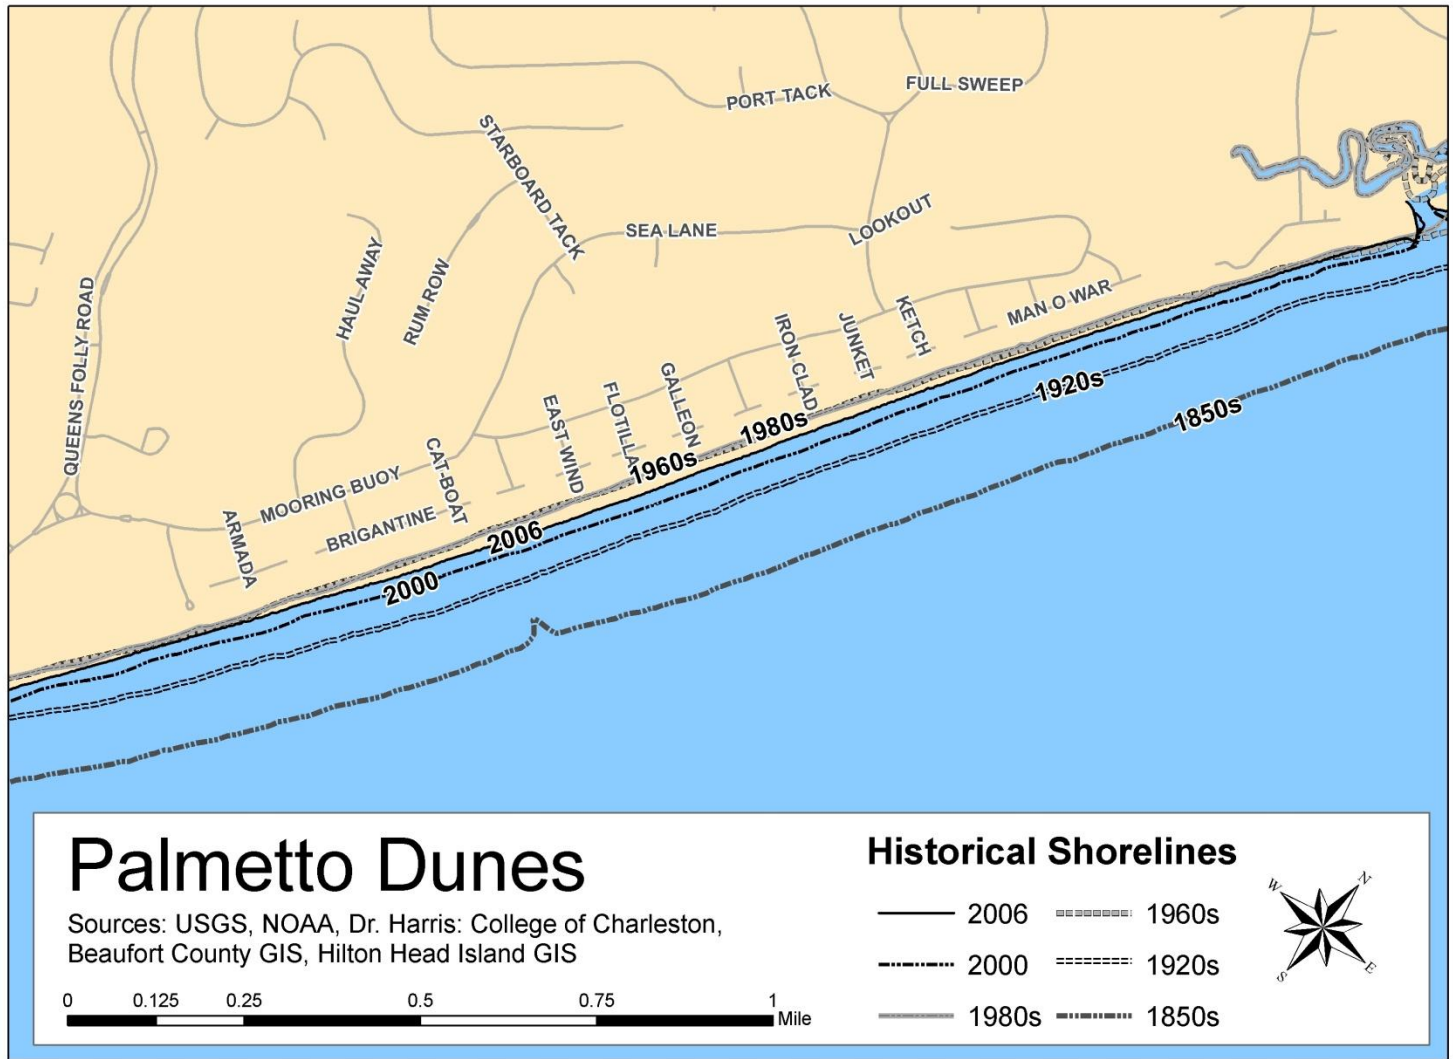 PORT TACK
FULL SWEEP
STARBOARD TACK
SEA LANE
LOOKOUT
HAUL AWAY
RUM ROW
QUEENS FOLLY ROAD
MAN O WAR
KETCH
JUNKET
IRON CLAD
GALLEON
FLOTILLA
EAST WIND
CAT-BOAT
MOORING BUOY
BRIGANTINE
ARMADA
1920s
1850s
1980s
1960s
2006
2000
Palmetto Dunes
Sources: USGS, NOAA, Dr. Harris: College of Charleston,
Beaufort County GIS, Hilton Head Island GIS
0 0.125 0.25 0.5 0.75 1
Mile
Historical Shorelines
2006 1960s
2000 1920s
1980s 1850s
W N
S E